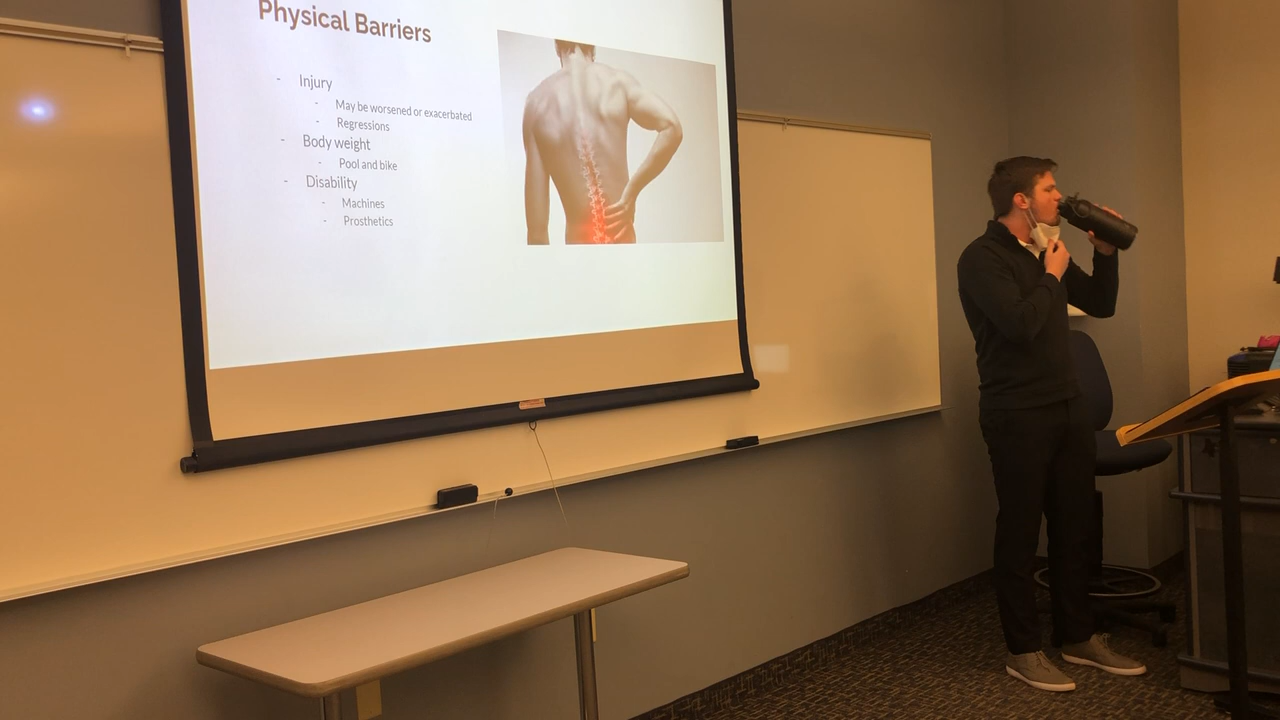 Physical Barriers
- Injury
- May be worsened or exacerbated
- Regressions
- Body weight
- Pool and bike
- Disability
- Machines
- Prosthetics